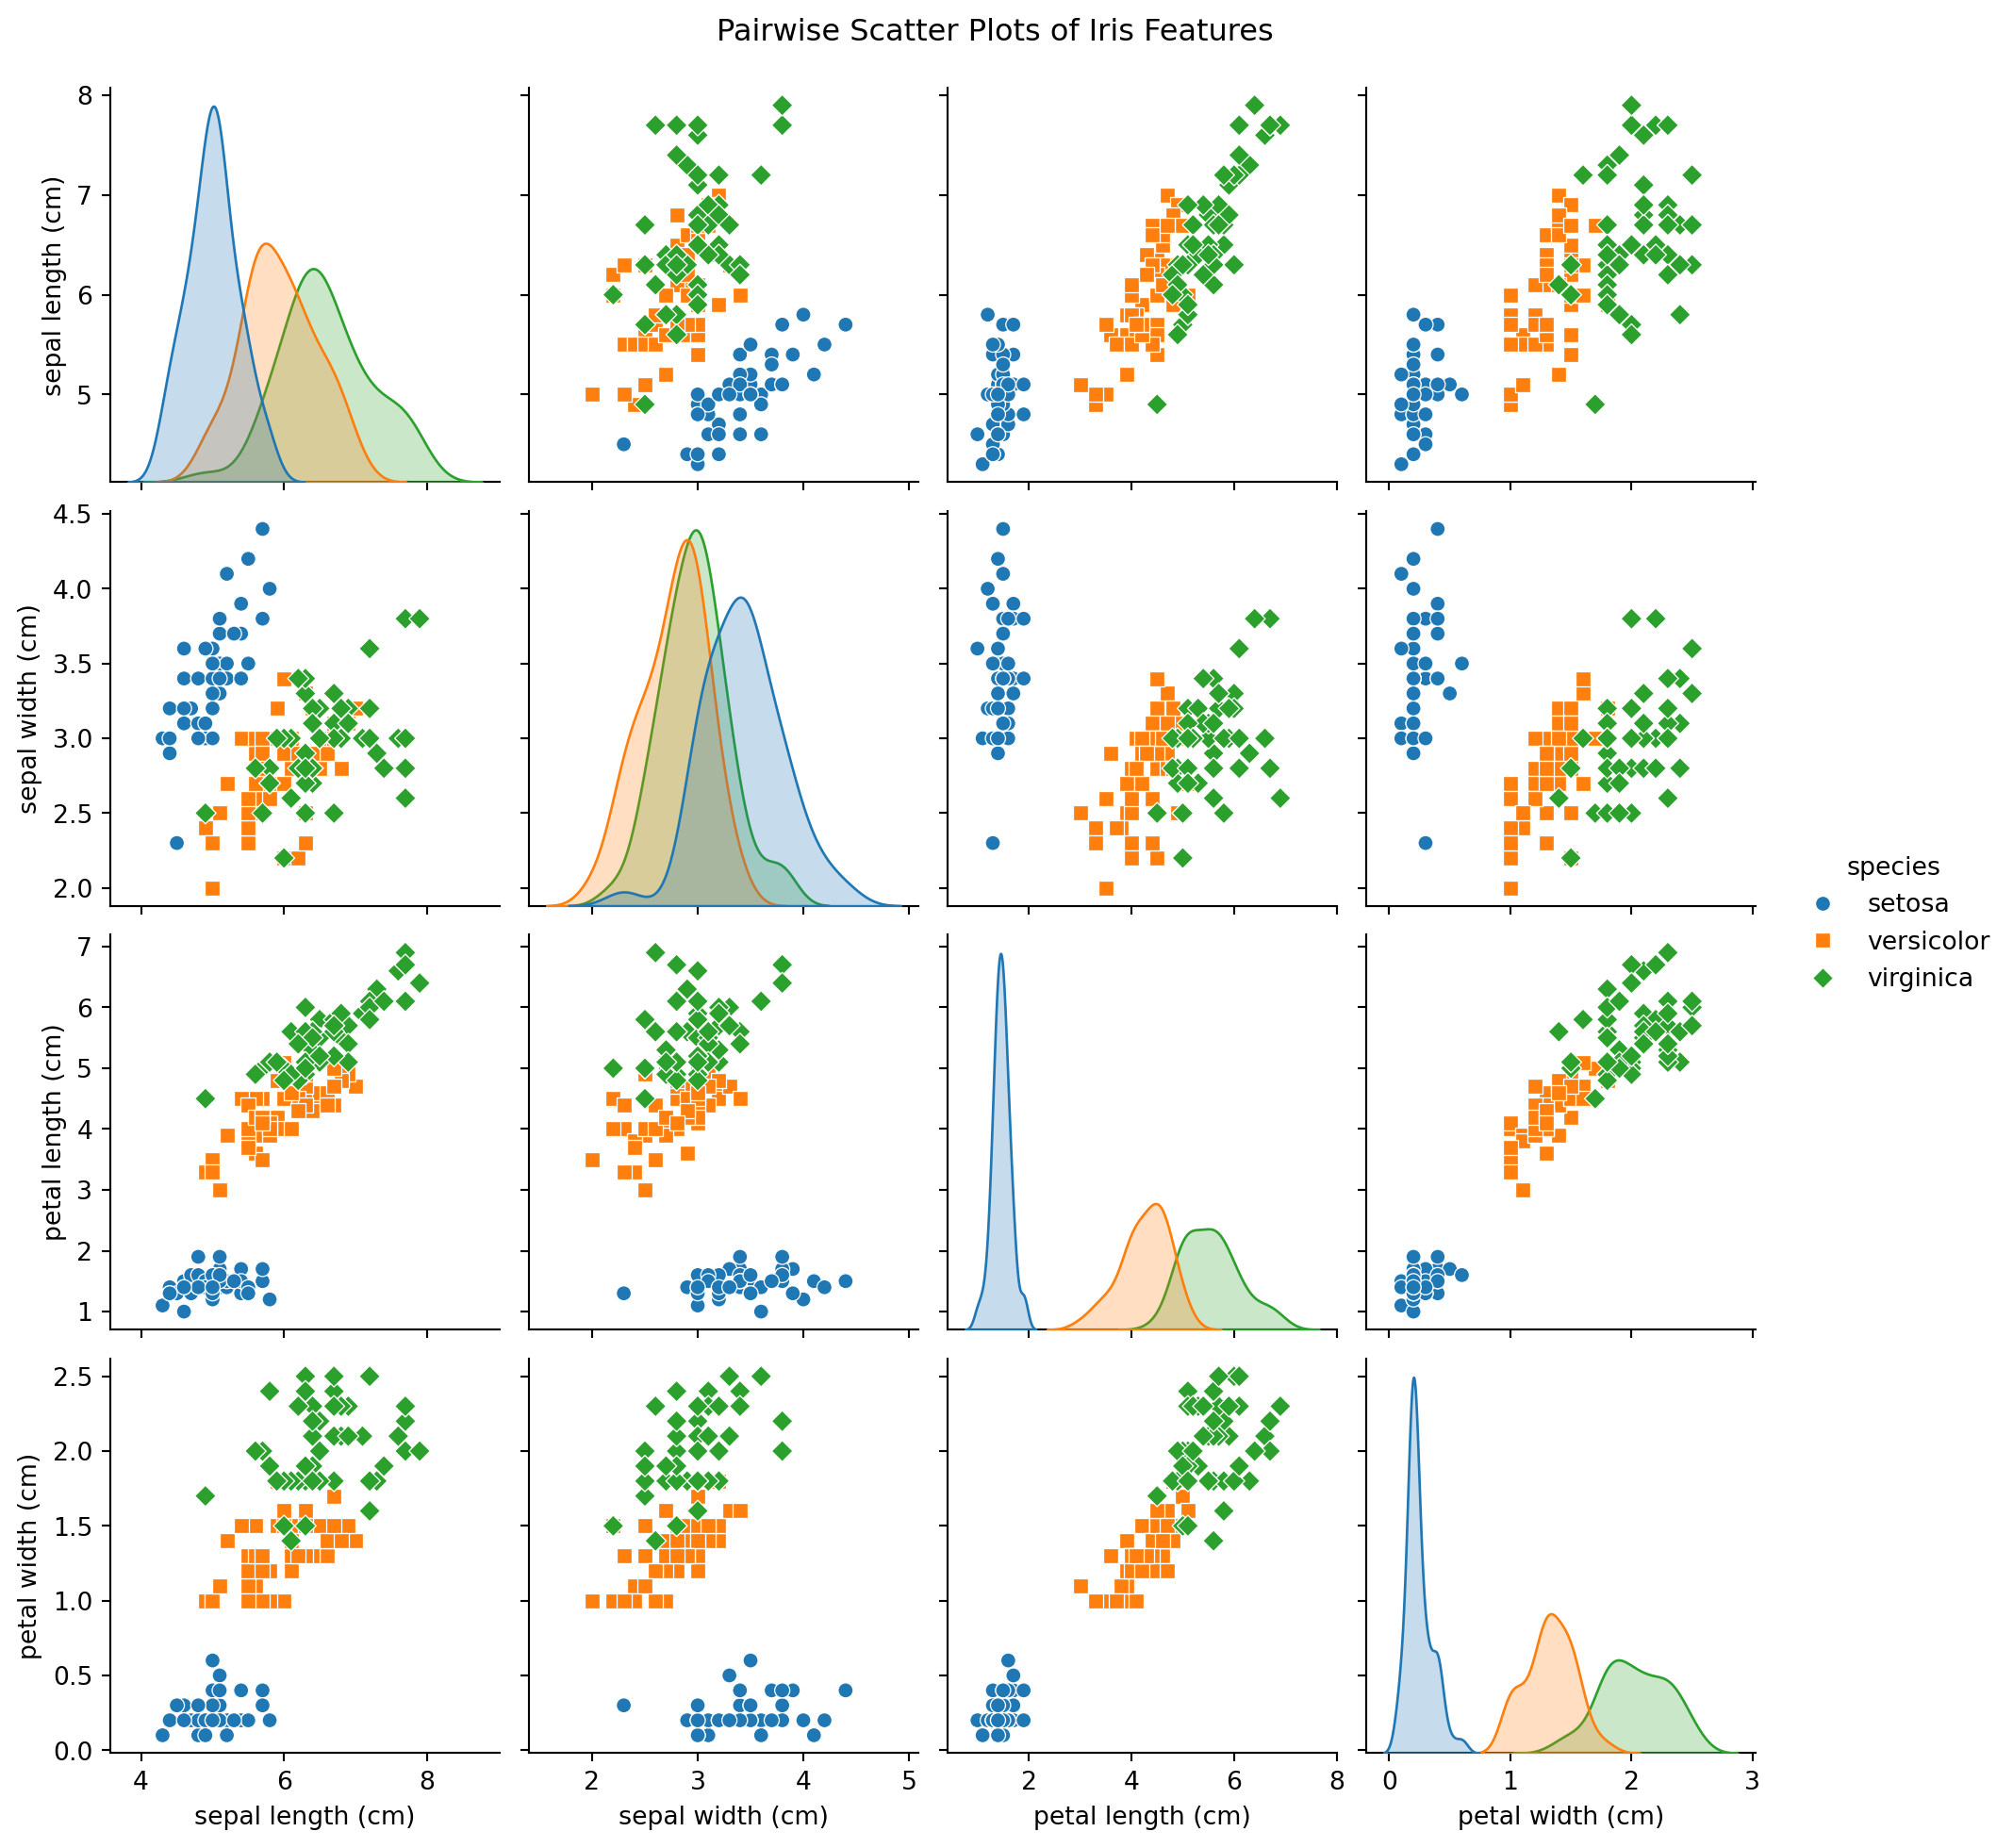 Pairwise Scatter Plots of Iris Features
8
7
6
5
sepal length (cm)
4.5
4.0
3.5
3.0
2.5
2.0
sepal width (cm)
species
setosa
versicolor
virginica
7
6
5
4
3
2
1
petal length (cm)
2.5
2.0
1.5
1.0
0.5
0.0
petal width (cm)
4 6 8
2 3 4 5
2 4 6 8
0 1 2 3
sepal length (cm)
sepal width (cm)
petal length (cm)
petal width (cm)